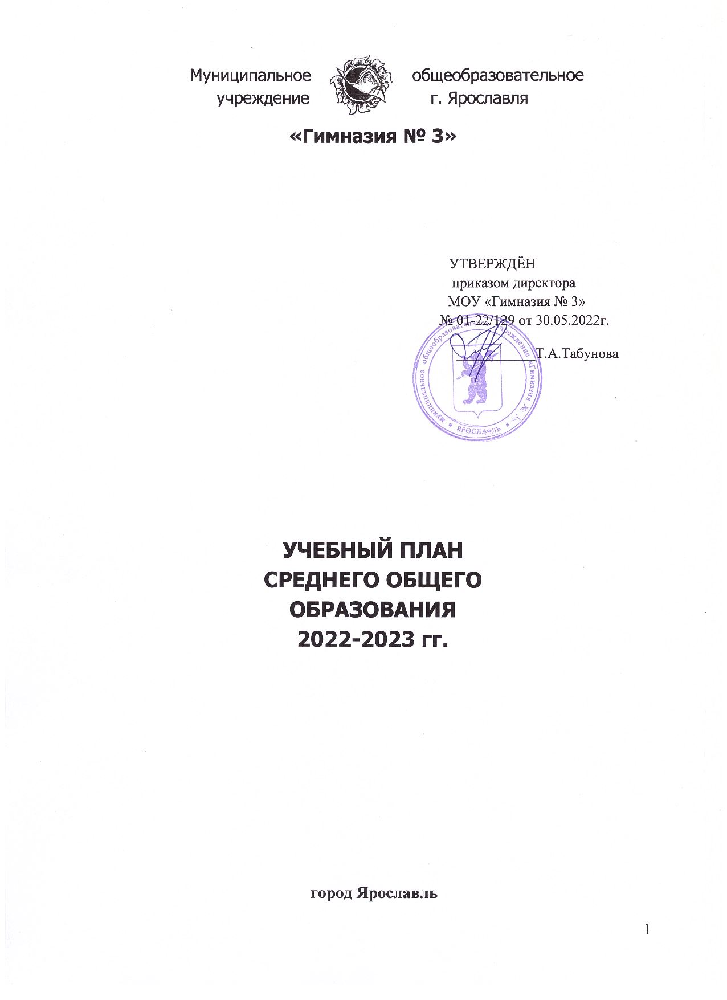 Муниципальное общеобразовательное
учреждение г. Ярославля
«Гимназия № 3»
УТВЕРЖДЁН
приказом директора
МОУ «Гимназия № 3»
№ 01-22/129 от 30.05.2022г.
Т.А.Табунова
муниципальное общеобразовательное учреждение «Гимназия № 3»
* ЯРОСЛАВЛЬ *
УЧЕБНЫЙ ПЛАН
СРЕДНЕГО ОБЩЕГО
ОБРАЗОВАНИЯ
2022-2023 гг.
город Ярославль
1